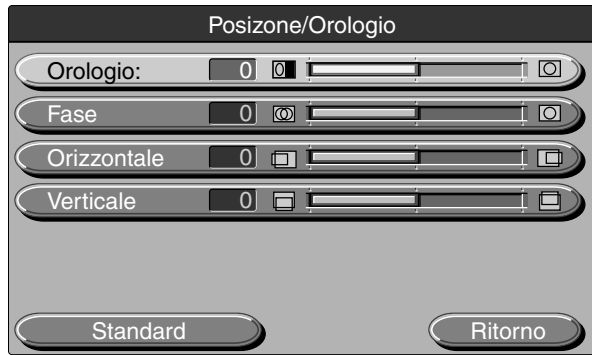 Posizone/Orologio
Orologio: 0
Fase 0
Orizzontale 0
Verticale 0
Standard Ritorno